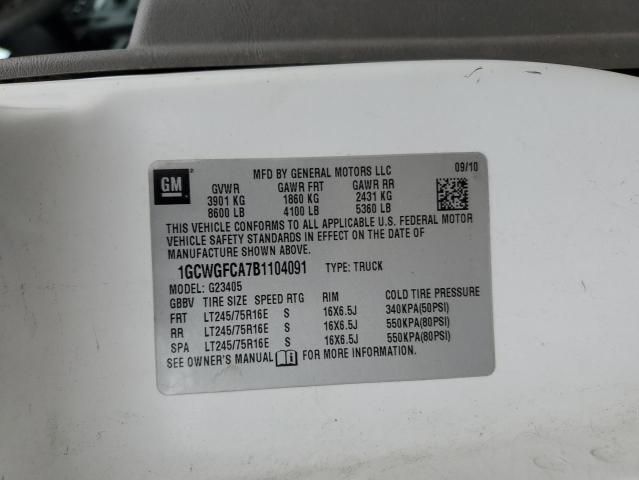 GM
MFD BY GENERAL MOTORS LLC
09/10
GVWR GAWR FRT GAWR RR
3901 KG 1860 KG 2431 KG
8600 LB 4100 LB 5360 LB
THIS VEHICLE CONFORMS TO ALL APPLICABLE U.S. FEDERAL MOTOR
VEHICLE SAFETY STANDARDS IN EFFECT ON THE DATE OF
MANUFACTURE SHOWN ABOVE.
1GCWGFCA7B1104091 TYPE: TRUCK
MODEL: G23405
GBBV TIRE SIZE SPEED RTG RIM COLD TIRE PRESSURE
FRT LT245/75R16E S 16X6.5J 340KPA(50PSI)
RR LT245/75R16E S 16X6.5J 550KPA(80PSI)
SPA LT245/75R16E S 16X6.5J 550KPA(80PSI)
SEE OWNER'S MANUAL FOR MORE INFORMATION.